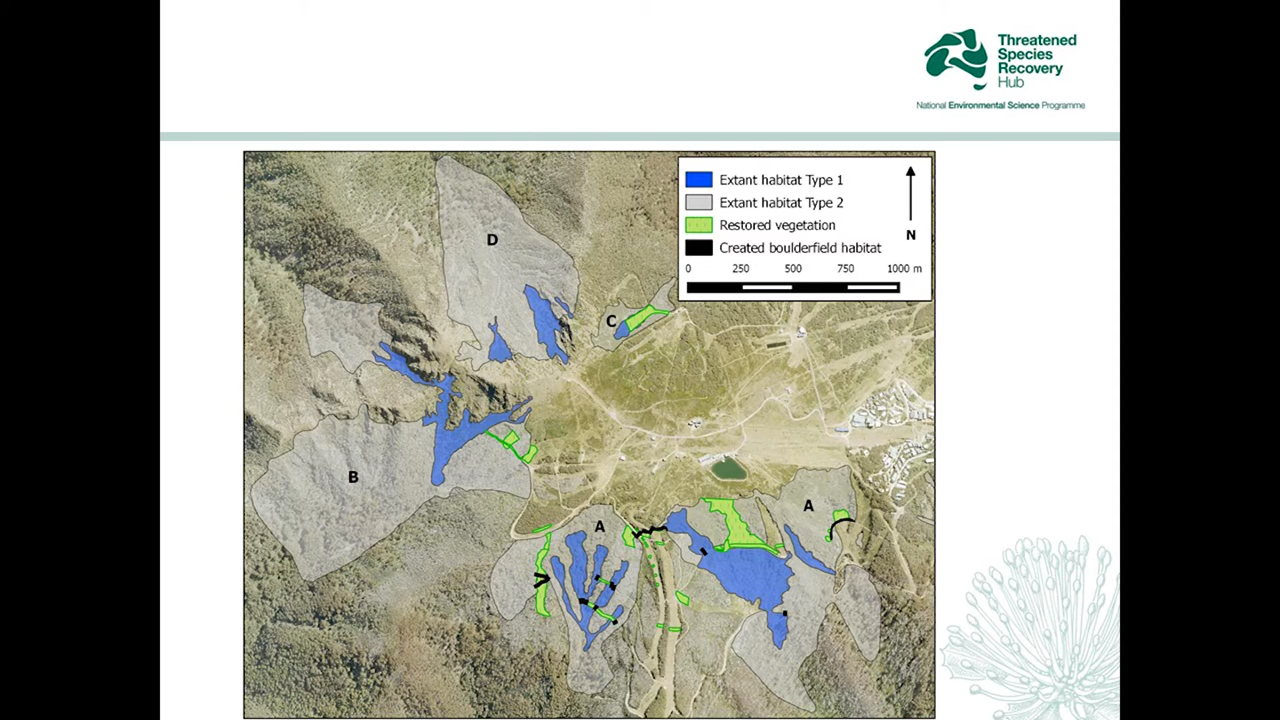 Threatened
Species
Recovery
Hub
National Environmental Science Programme
Extant habitat Type 1
Extant habitat Type 2
Restored vegetation
Created boulderfield habitat
N
0 250 500 750 1000 m
D
C
B
A
A